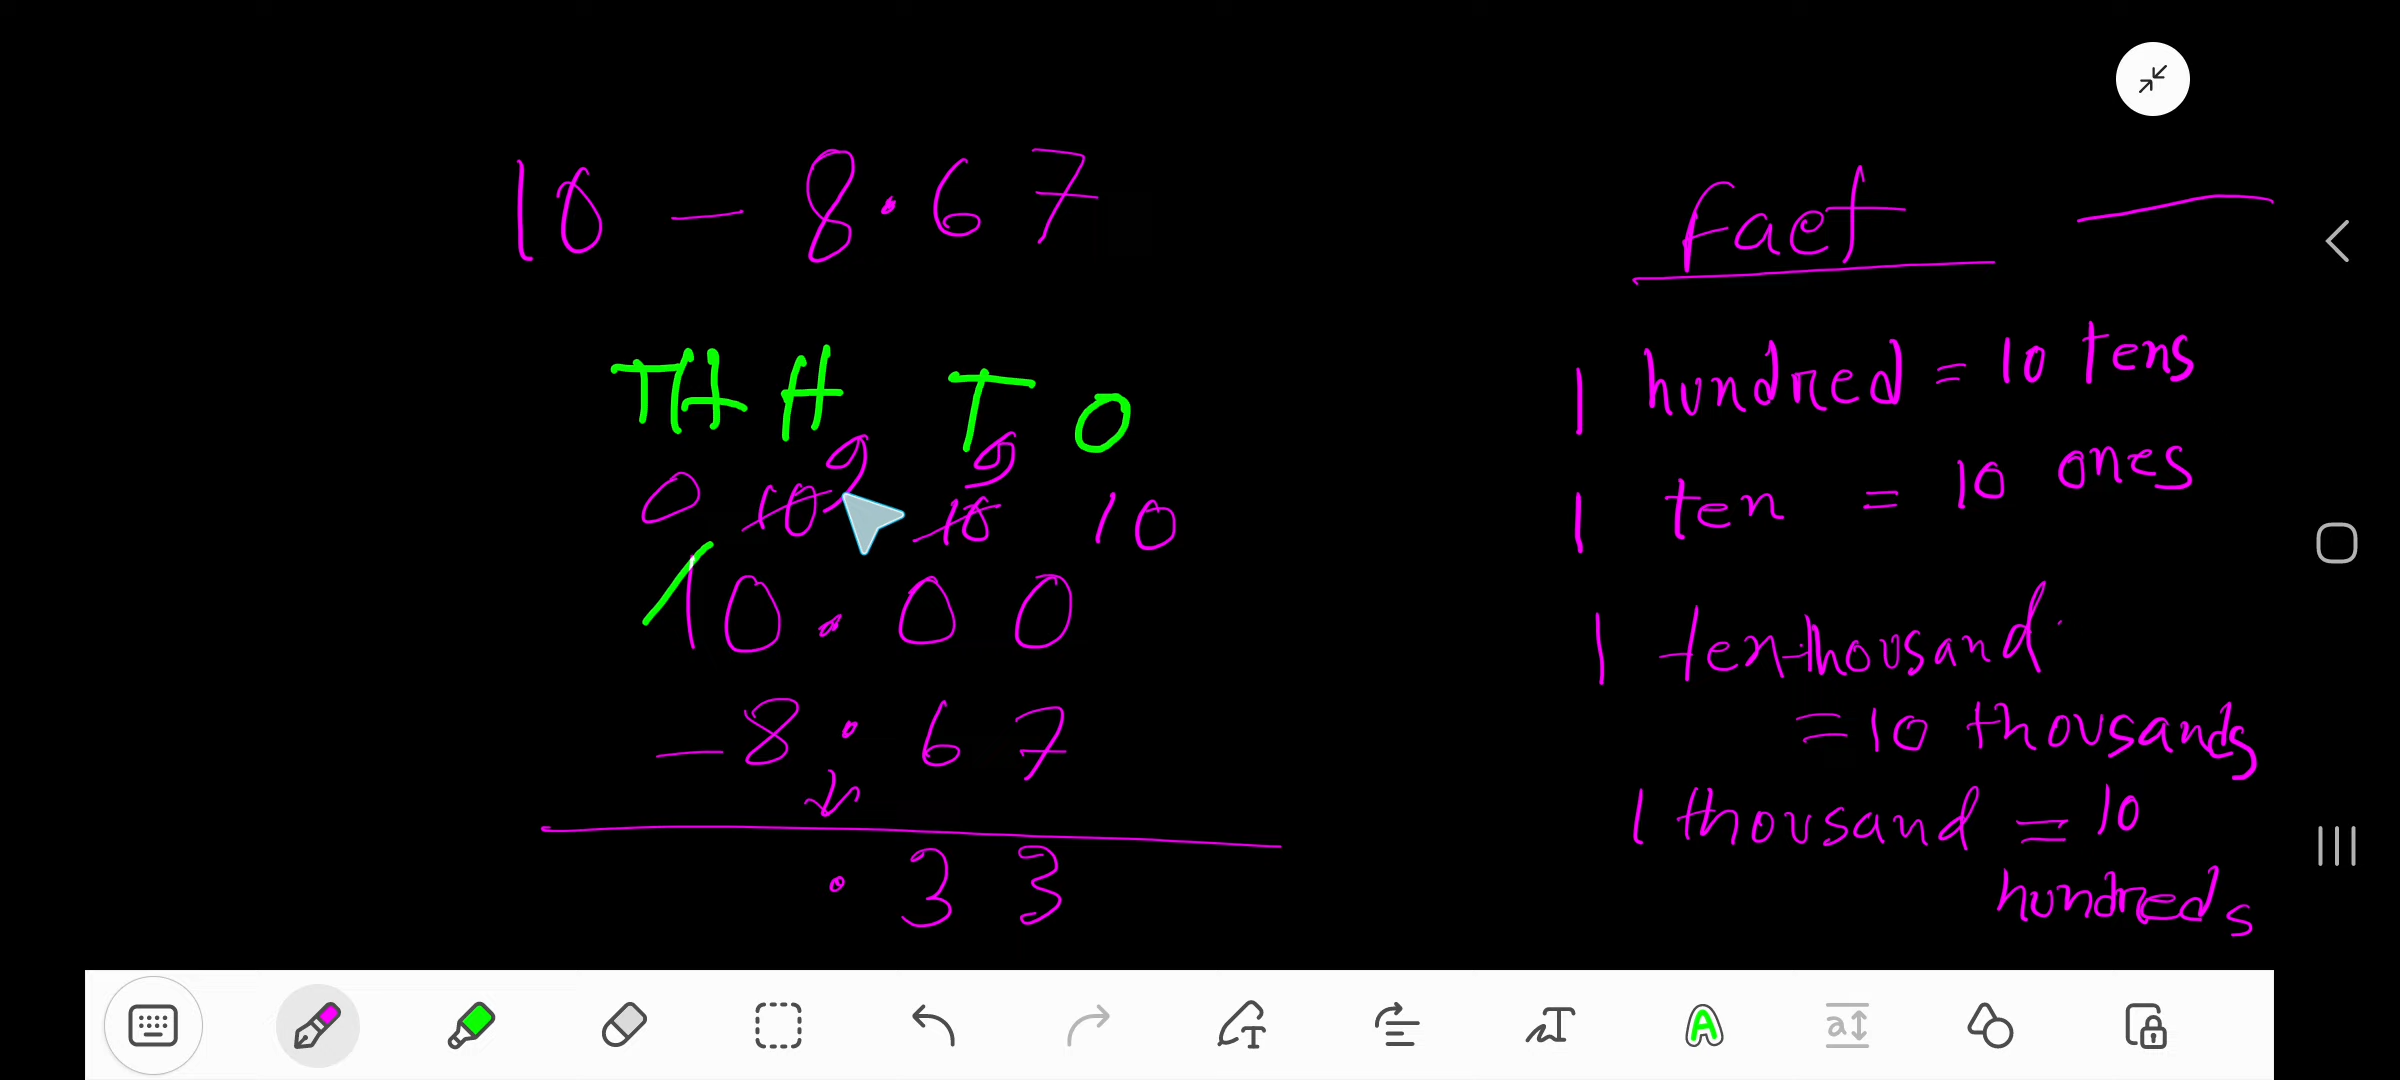 10 - 8.67
TH H T O
0 10 9 10 9 10
10.00
- 8.67
.33
fact
1 hundred = 10 tens
1 ten = 10 ones
1 ten-thousand
= 10 thousands
1 thousand = 10
hundreds